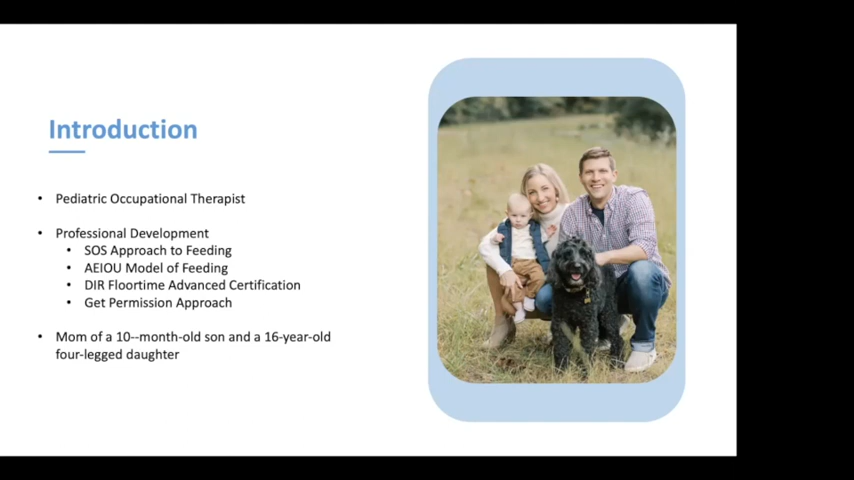 Introduction
• Pediatric Occupational Therapist
• Professional Development
• SOS Approach to Feeding
• AEIOU Model of Feeding
• DIR Floortime Advanced Certification
• Get Permission Approach
• Mom of a 10--month-old son and a 16-year-old
four-legged daughter